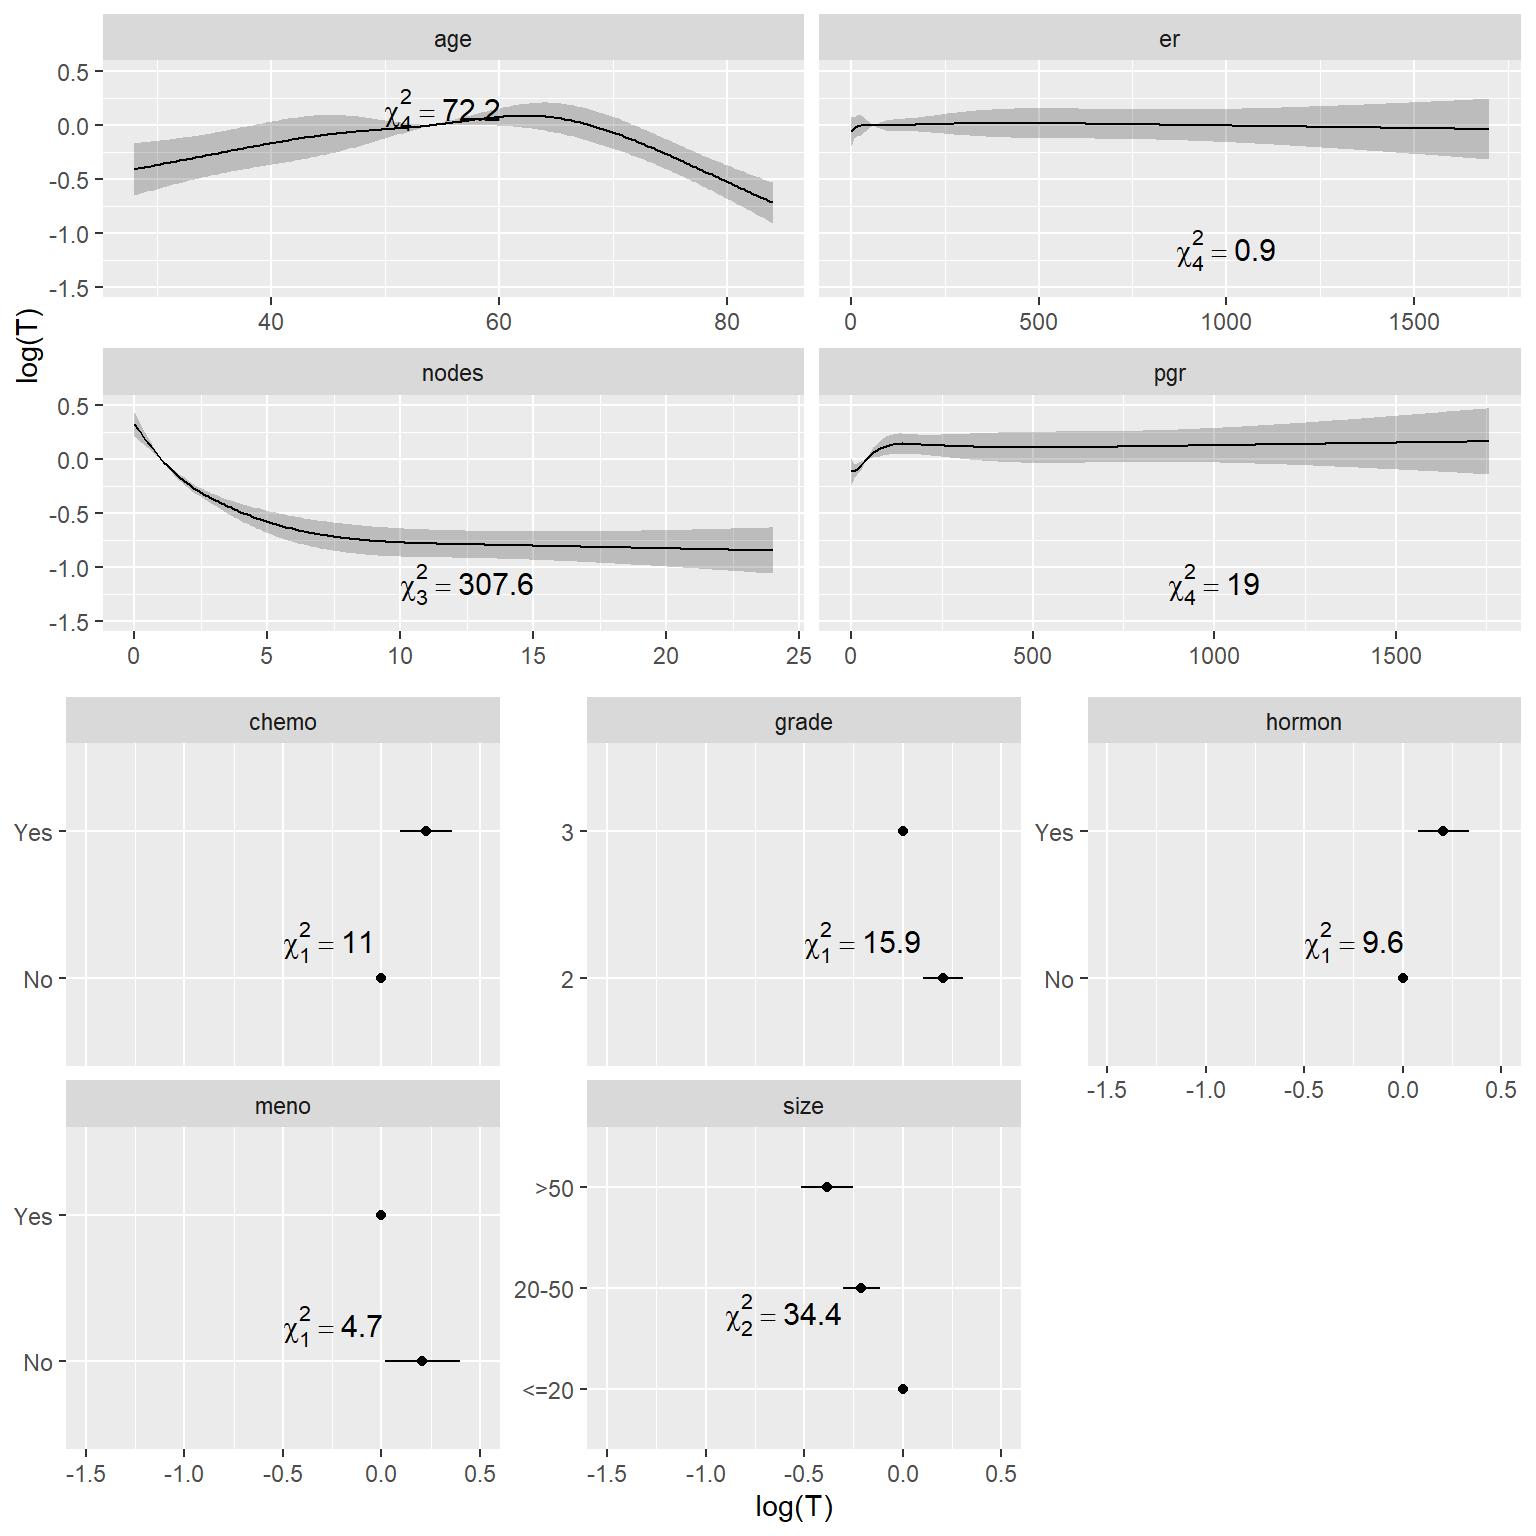 age er
0.5
0.0
-0.5
-1.0
-1.5
χ²₄ = 72.2
χ²₄ = 0.9
40 60 80 0 500 1000 1500
log(T)
nodes pgr
0.5
0.0
-0.5
-1.0
-1.5
χ²₃ = 307.6
χ²₄ = 19
0 5 10 15 20 25 0 500 1000 1500
chemo grade hormon
Yes 3 Yes
χ²₁ = 11 χ²₁ = 15.9 χ²₁ = 9.6
No 2 No
-1.5 -1.0 -0.5 0.0 0.5
meno size
>50
Yes
20-50
χ²₁ = 4.7 χ²₂ = 34.4
No
<=20
-1.5 -1.0 -0.5 0.0 0.5 -1.5 -1.0 -0.5 0.0 0.5
log(T)